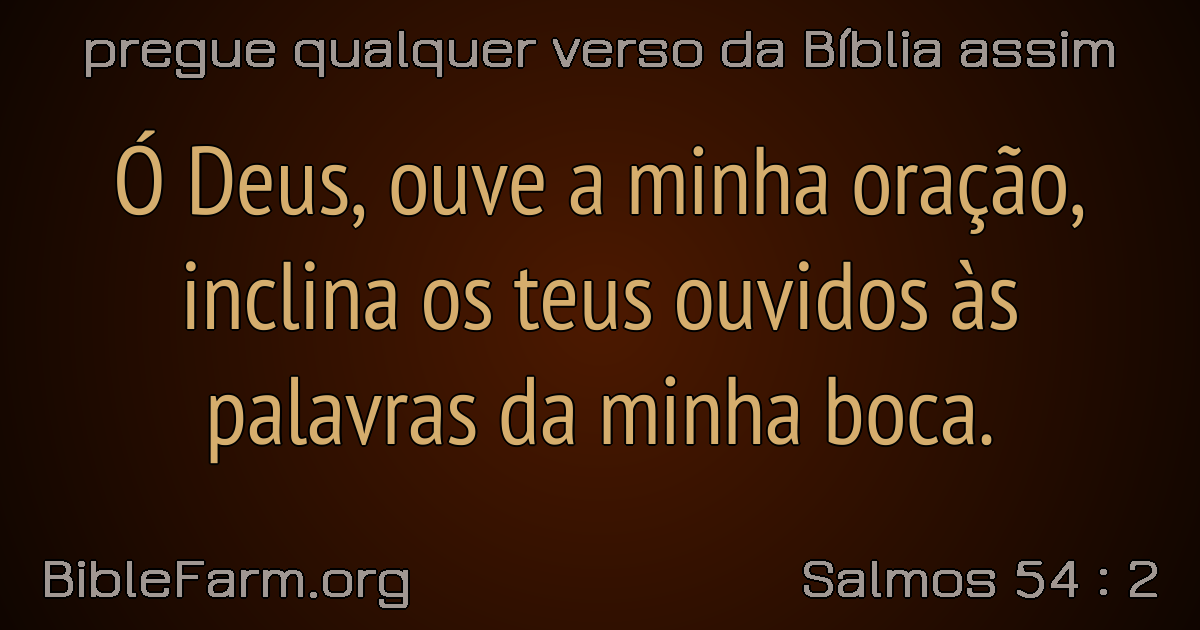 pregue qualquer verso da Bíblia assim
Ó Deus, ouve a minha oração,
inclina os teus ouvidos às
palavras da minha boca.
BibleFarm.org
Salmos 54 : 2